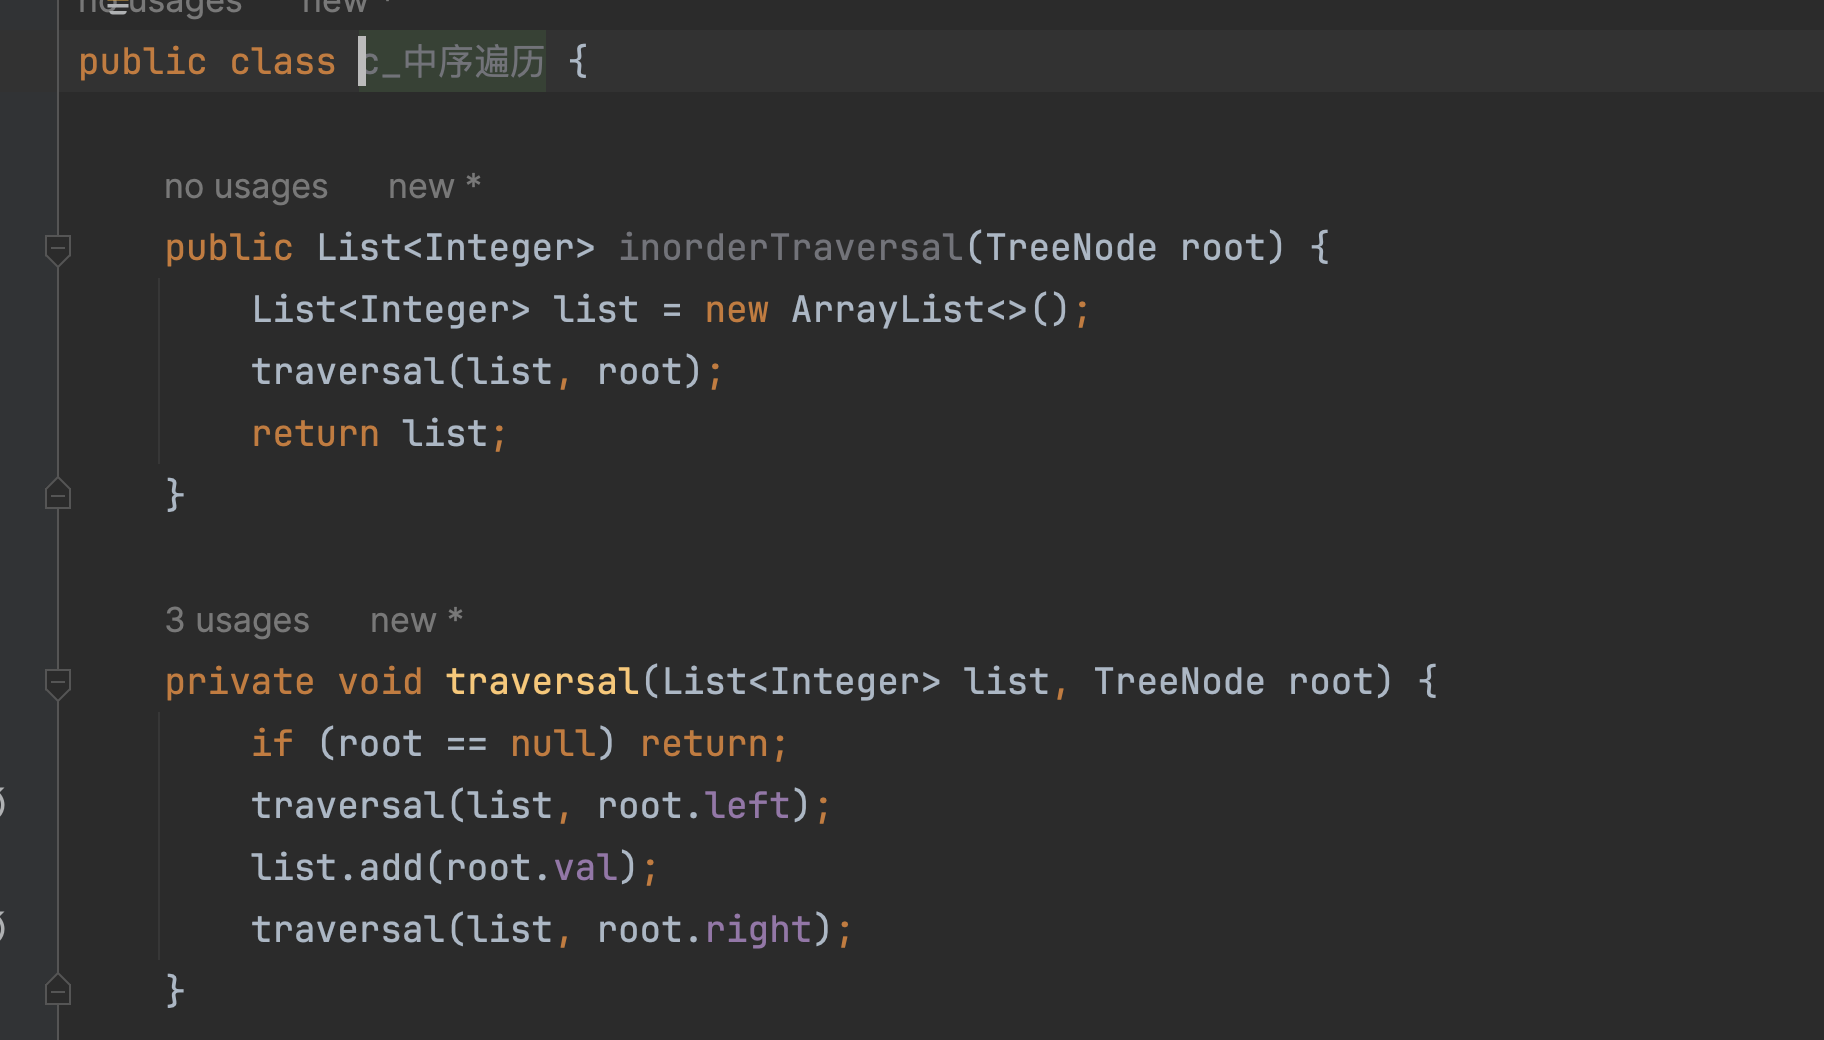 no usages new *
public class c_中序遍历 {
no usages new *
public List<Integer> inorderTraversal(TreeNode root) {
List<Integer> list = new ArrayList<>();
traversal(list, root);
return list;
}
3 usages new *
private void traversal(List<Integer> list, TreeNode root) {
if (root == null) return;
traversal(list, root.left);
list.add(root.val);
traversal(list, root.right);
}